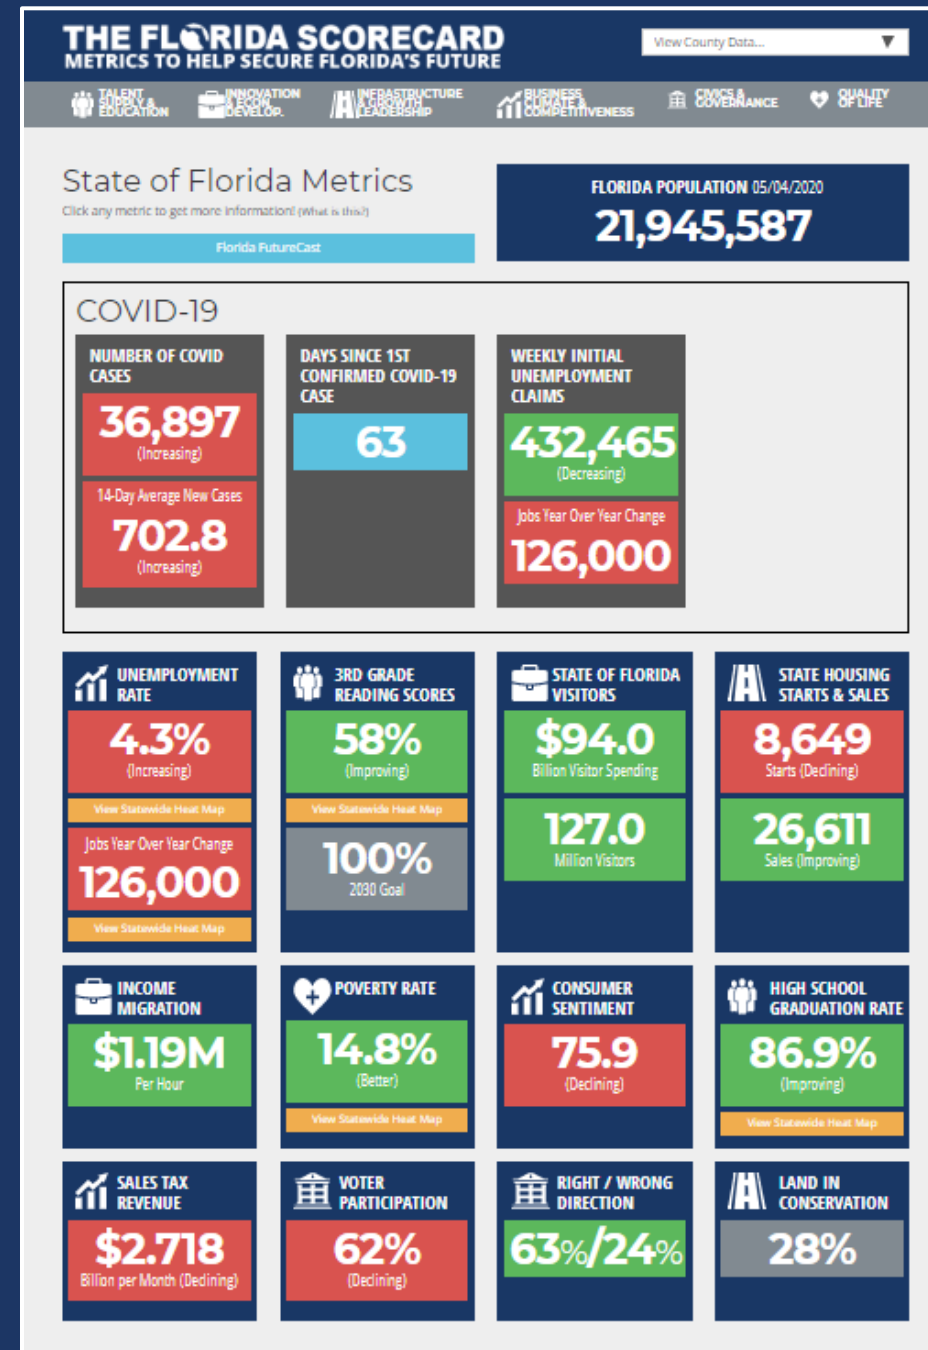 THE FLORIDA SCORECARD
METRICS TO HELP SECURE FLORIDA'S FUTURE
View County Data...
TALENT
SUPPLY &
EDUCATION
INNOVATION
& ECON.
DEVELOP.
INFRASTRUCTURE
& GROWTH
LEADERSHIP
BUSINESS
CLIMATE &
COMPETITIVENESS
CIVICS &
GOVERNANCE
QUALITY
OF LIFE
State of Florida Metrics
Click any metric to get more information! (What is this?)
Florida FutureCast
FLORIDA POPULATION 05/04/2020
21,945,587
COVID-19
NUMBER OF COVID
CASES
36,897
(Increasing)
14-Day Average New Cases
702.8
(Increasing)
DAYS SINCE 1ST
CONFIRMED COVID-19
CASE
63
WEEKLY INITIAL
UNEMPLOYMENT
CLAIMS
432,465
(Decreasing)
Jobs Year Over Year Change
126,000
UNEMPLOYMENT
RATE
4.3%
(Increasing)
View Statewide Heat Map
Jobs Year Over Year Change
126,000
View Statewide Heat Map
3RD GRADE
READING SCORES
58%
(Improving)
View Statewide Heat Map
100%
2030 Goal
STATE OF FLORIDA
VISITORS
$94.0
Billion Visitor Spending
127.0
Million Visitors
STATE HOUSING
STARTS & SALES
8,649
Starts (Declining)
26,611
Sales (Improving)
INCOME
MIGRATION
$1.19M
Per Hour
POVERTY RATE
14.8%
(Better)
View Statewide Heat Map
CONSUMER
SENTIMENT
75.9
(Declining)
HIGH SCHOOL
GRADUATION RATE
86.9%
(Improving)
View Statewide Heat Map
SALES TAX
REVENUE
$2.718
Billion per Month (Declining)
VOTER
PARTICIPATION
62%
(Declining)
RIGHT / WRONG
DIRECTION
63%/24%
LAND IN
CONSERVATION
28%